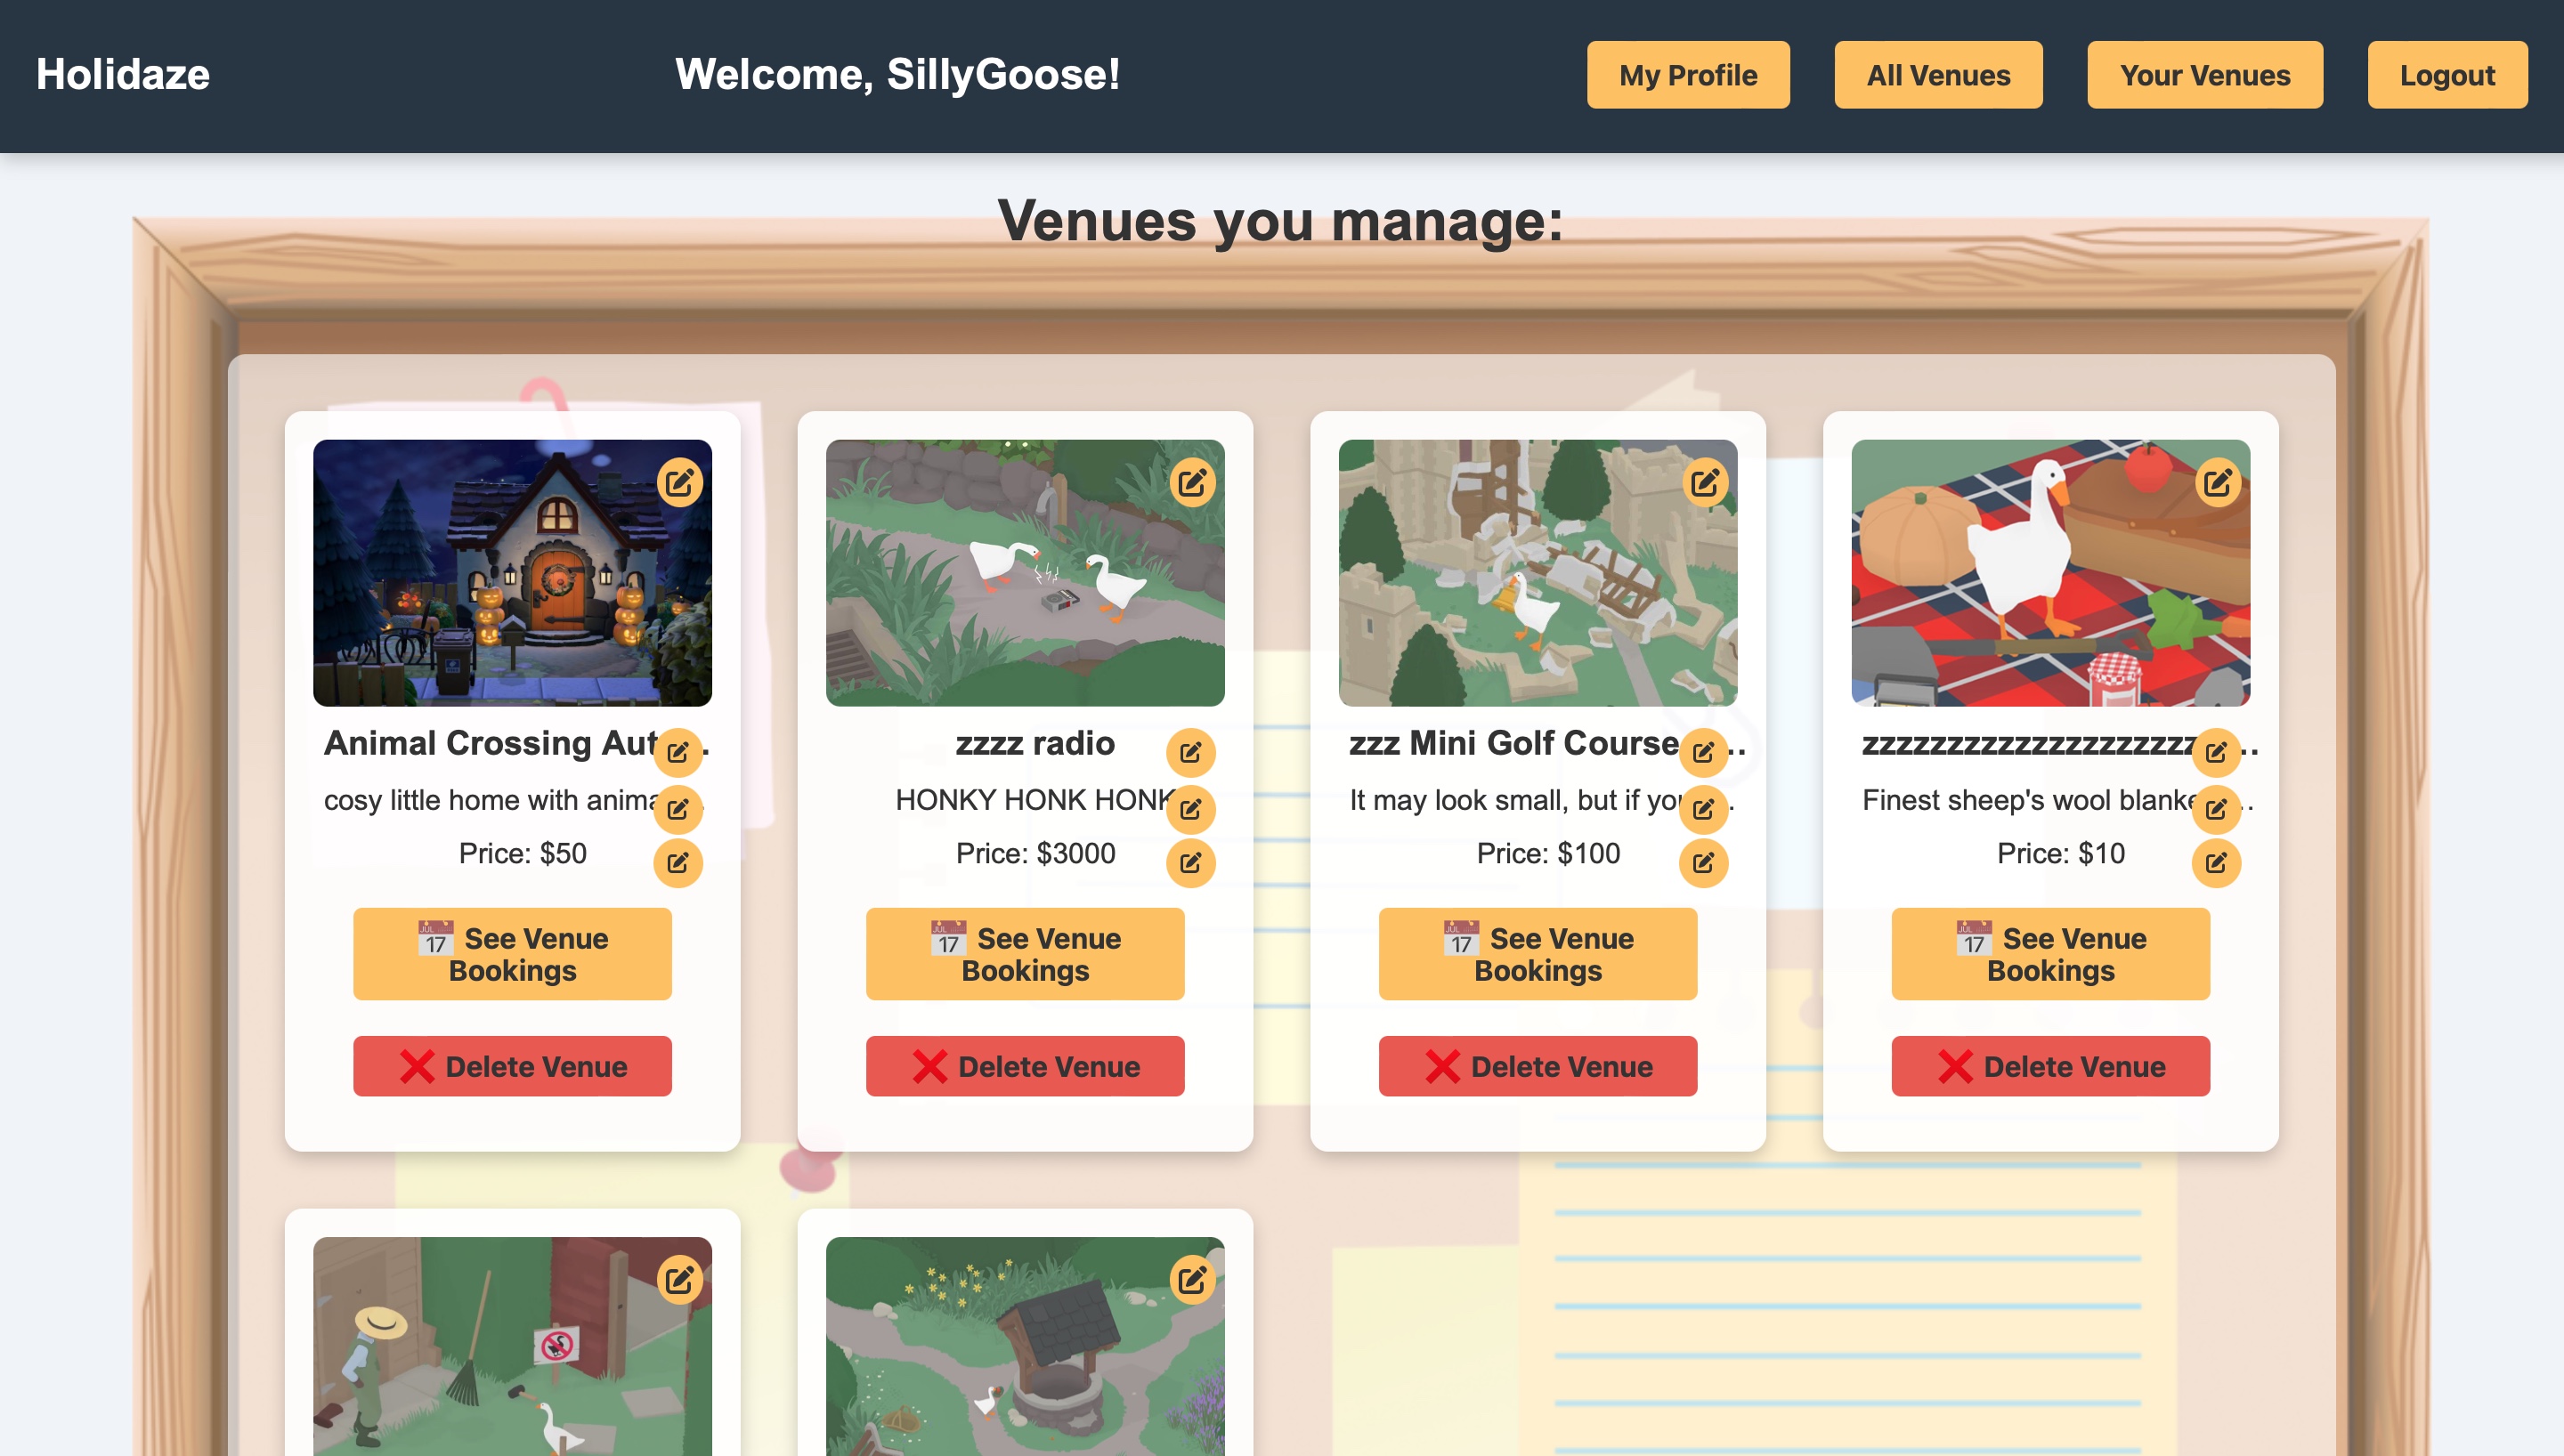 Holidaze
Welcome, SillyGoose!
My Profile
All Venues
Your Venues
Logout
Venues you manage:
Animal Crossing Aut
cosy little home with anima
Price: $50
JUL 17 See Venue
Bookings
❌ Delete Venue
zzzz radio
HONKY HONK HONK
Price: $3000
JUL 17 See Venue
Bookings
❌ Delete Venue
zzz Mini Golf Course
It may look small, but if you
Price: $100
JUL 17 See Venue
Bookings
❌ Delete Venue
zzzzzzzzzzzzzzzzzzzz
Finest sheep's wool blanke
Price: $10
JUL 17 See Venue
Bookings
❌ Delete Venue